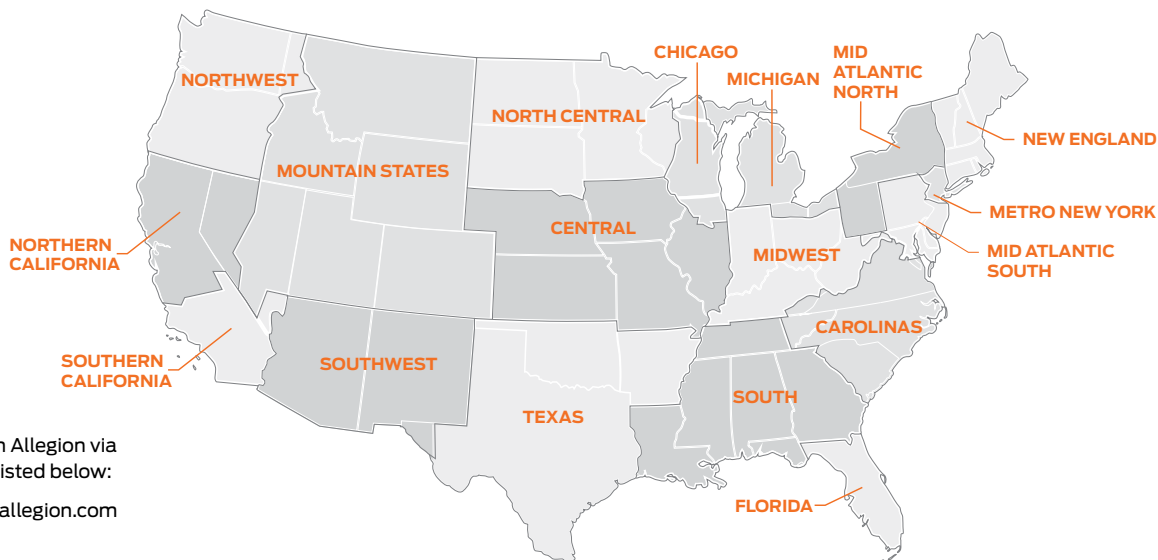 CHICAGO
MID
ATLANTIC
NORTH
MICHIGAN
NORTHWEST
NORTH CENTRAL
NEW ENGLAND
MOUNTAIN STATES
METRO NEW YORK
CENTRAL
NORTHERN
CALIFORNIA
MIDWEST
MID ATLANTIC
SOUTH
CAROLINAS
SOUTHERN
CALIFORNIA
SOUTHWEST
SOUTH
TEXAS
n Allegion via
isted below:
FLORIDA
allegion.com